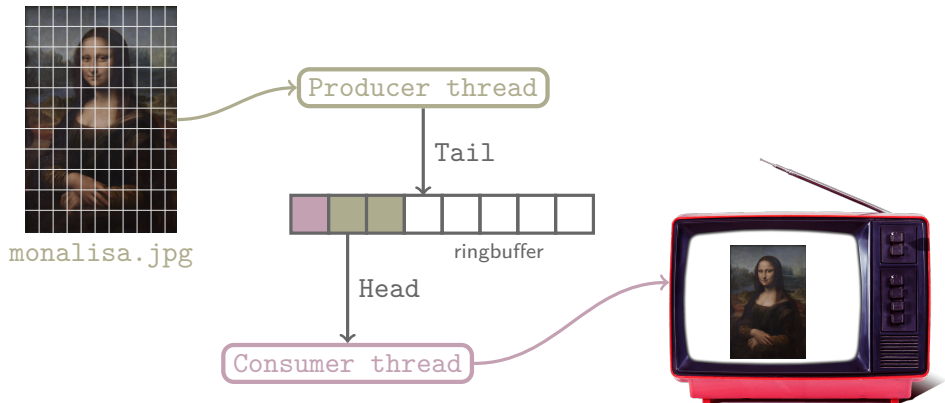 Producer thread
Tail
monalisa.jpg
ringbuffer
Head
Consumer thread